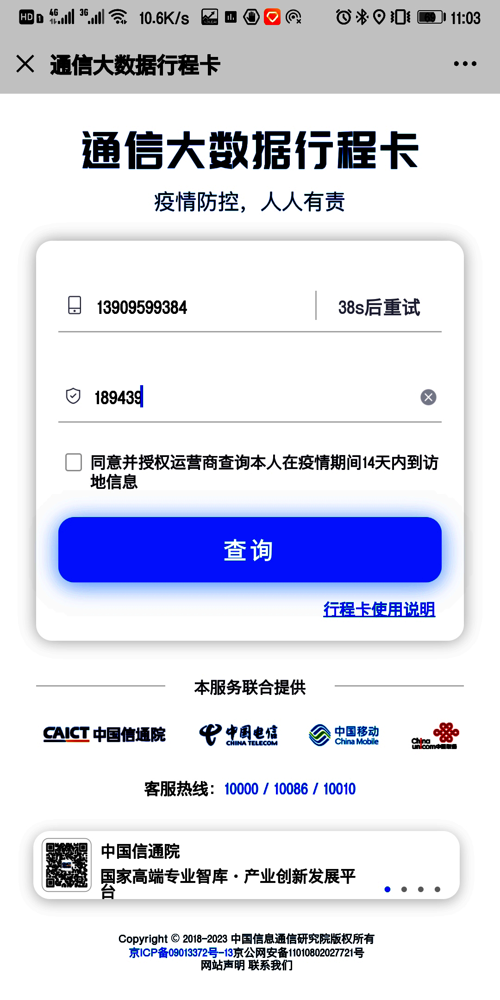 HD 1 4G 3G 10.6K/s 69 11:03
通信大数据行程卡
通信大数据行程卡
疫情防控，人人有责
13909599384 38s后重试
189439
同意并授权运营商查询本人在疫情期间14天内到访
地信息
查询
行程卡使用说明
本服务联合提供
CAICT 中国信通院 中国电信 CHINA TELECOM 中国移动 China Mobile China unicom中国联通
客服热线：10000 / 10086 / 10010
中国信通院
国家高端专业智库·产业创新发展平
台
Copyright © 2018-2023 中国信息通信研究院版权所有
京ICP备09013372号-13京公网安备11010802027721号
网站声明 联系我们